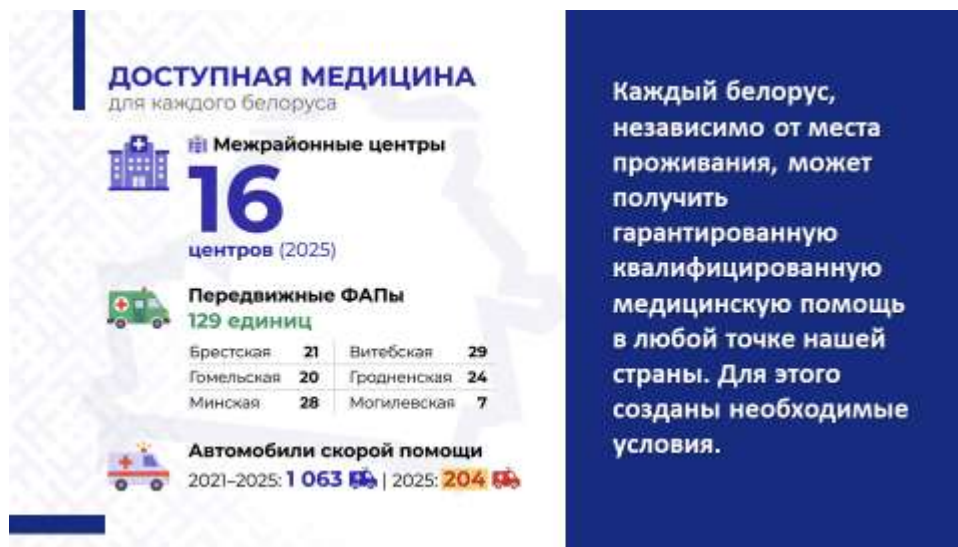 ДОСТУПНАЯ МЕДИЦИНА
для каждого белоруса
Межрайонные центры
16
центров (2025)
Передвижные ФАПы
129 единиц
Брестская 21 Витебская 29
Гомельская 20 Гродненская 24
Минская 28 Могилевская 7
Автомобили скорой помощи
2021–2025: 1 063 | 2025: 204
Каждый белорус,
независимо от места
проживания, может
получить
гарантированную
квалифицированную
медицинскую помощь
в любой точке нашей
страны. Для этого
созданы необходимые
условия.